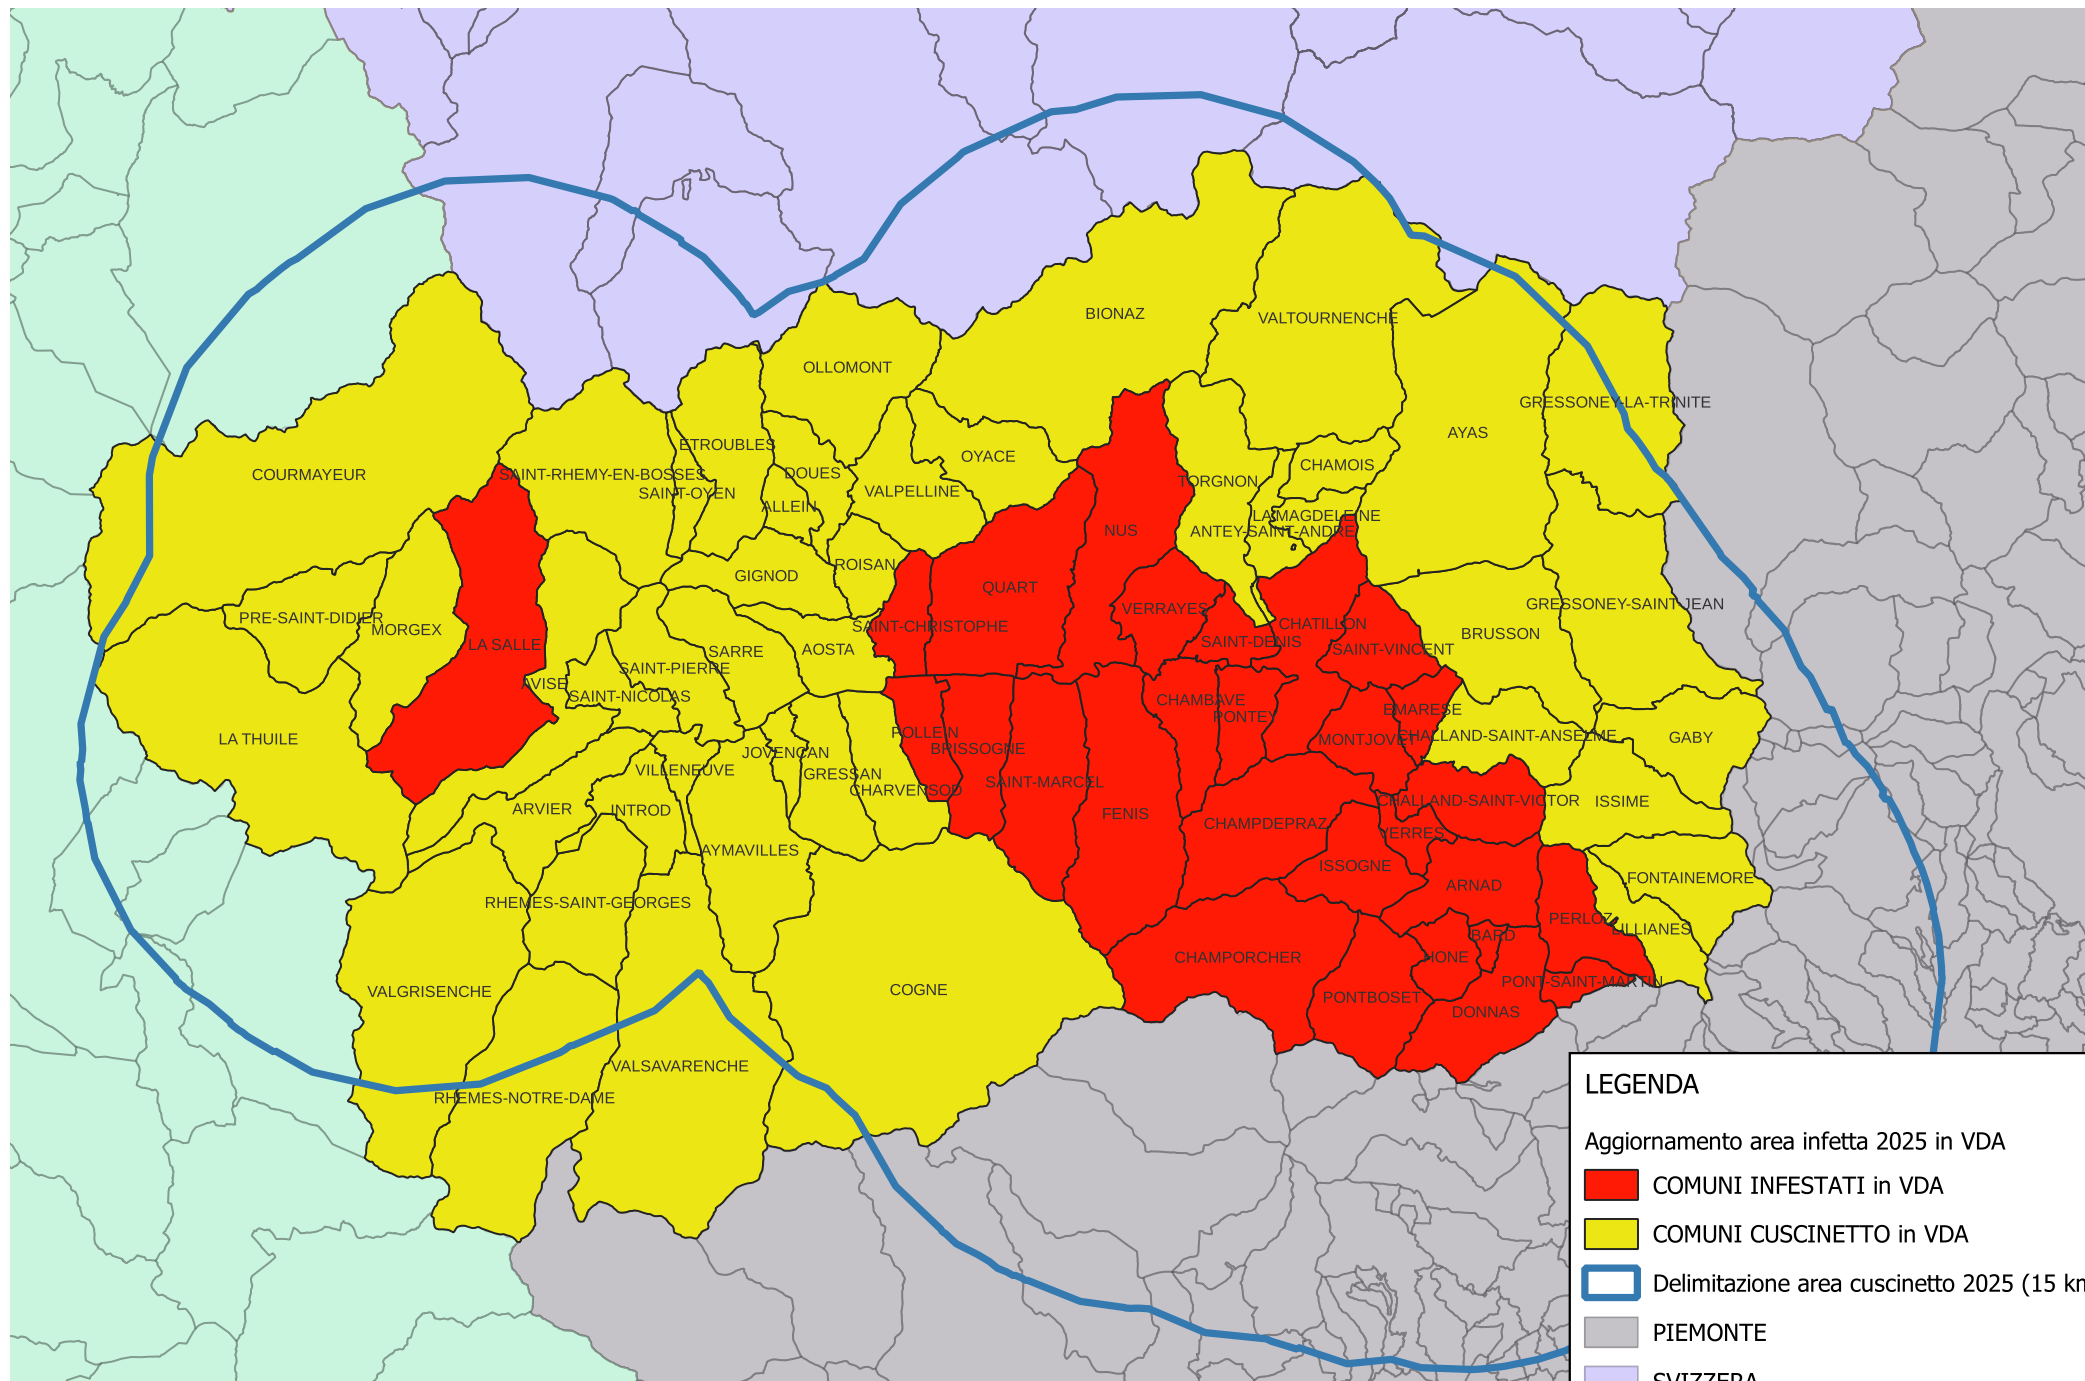 BIONAZ
VALTOURNENCHE
OLLOMONT
GRESSONEY-LA-TRINITE
AYAS
ETROUBLES
OYACE
CHAMOIS
COURMAYEUR
SAINT-RHEMY-EN-BOSSES
DOUES
TORGNON
SAINT-OYEN
VALPELLINE
ALLEIN
LA MAGDELEINE
NUS
ANTEY-SAINT-ANDRE
ROISAN
GIGNOD
QUART
GRESSONEY-SAINT-JEAN
VERRAYES
PRE-SAINT-DIDIER
MORGEX
SAINT-CHRISTOPHE
CHATILLON
BRUSSON
LA SALLE
SARRE
AOSTA
SAINT-DENIS
SAINT-VINCENT
SAINT-PIERRE
AVISE
SAINT-NICOLAS
CHAMBAVE
EMARESE
PONTEY
LA THUILE
POLLEIN
MONTJOVET
CHALLAND-SAINT-ANSELME
GABY
JOVENCAN
BRISSOGNE
VILLENEUVE
GRESSAN
SAINT-MARCEL
CHARVENSOD
CHALLAND-SAINT-VICTOR
ISSIME
ARVIER
INTROD
FENIS
CHAMPDEPRAZ
VERRES
AYMAVILLES
ISSOGNE
ARNAD
FONTAINEMORE
RHEMES-SAINT-GEORGES
PERLOZ
LILLIANES
BARD
CHAMPORCHER
HONE
VALGRISENCHE
COGNE
PONTBOSET
PONT-SAINT-MARTIN
DONNAS
VALSAVARENCHE
RHEMES-NOTRE-DAME
LEGENDA
Aggiornamento area infetta 2025 in VDA
COMUNI INFESTATI in VDA
COMUNI CUSCINETTO in VDA
Delimitazione area cuscinetto 2025 (15 km
PIEMONTE
SVIZZERA